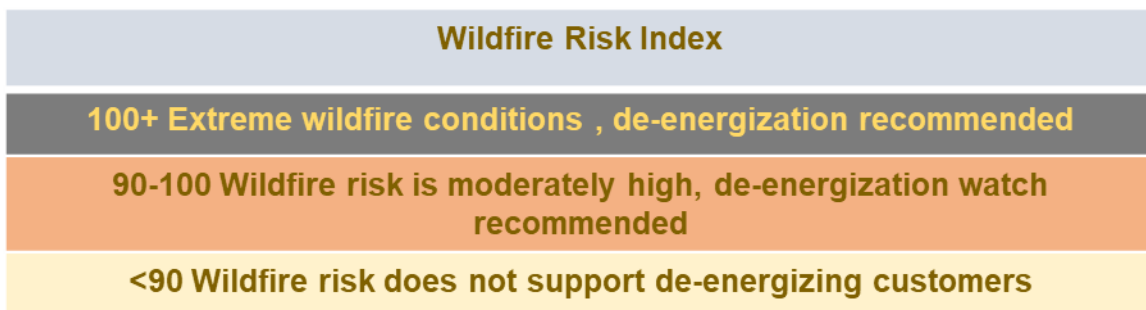 Wildfire Risk Index
100+ Extreme wildfire conditions , de-energization recommended
90-100 Wildfire risk is moderately high, de-energization watch
recommended
<90 Wildfire risk does not support de-energizing customers